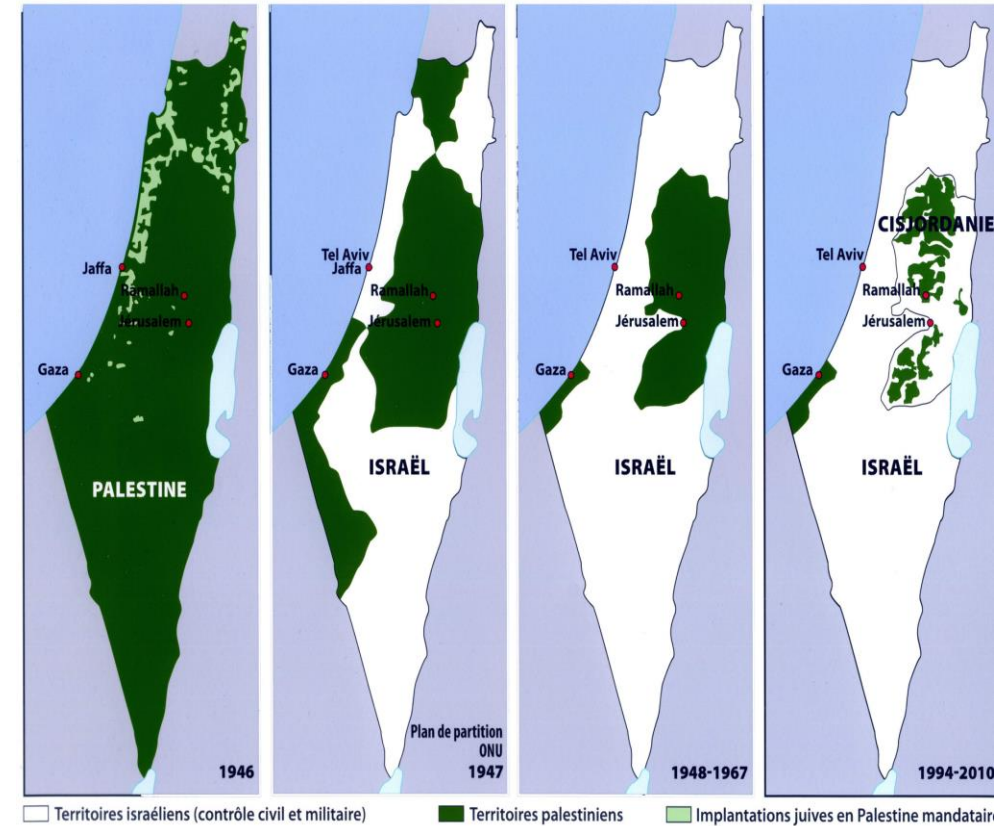 Jaffa
Ramallah
Jérusalem
Gaza
PALESTINE
1946
Tel Aviv
Jaffa
Ramallah
Jérusalem
Gaza
ISRAËL
Plan de partition
ONU
1947
Tel Aviv
Ramallah
Jérusalem
Gaza
ISRAËL
1948-1967
CISJORDANIE
Tel Aviv
Ramallah
Jérusalem
Gaza
ISRAËL
1994-2010
Territoires israéliens (contrôle civil et militaire)
Territoires palestiniens
Implantations juives en Palestine mandataire